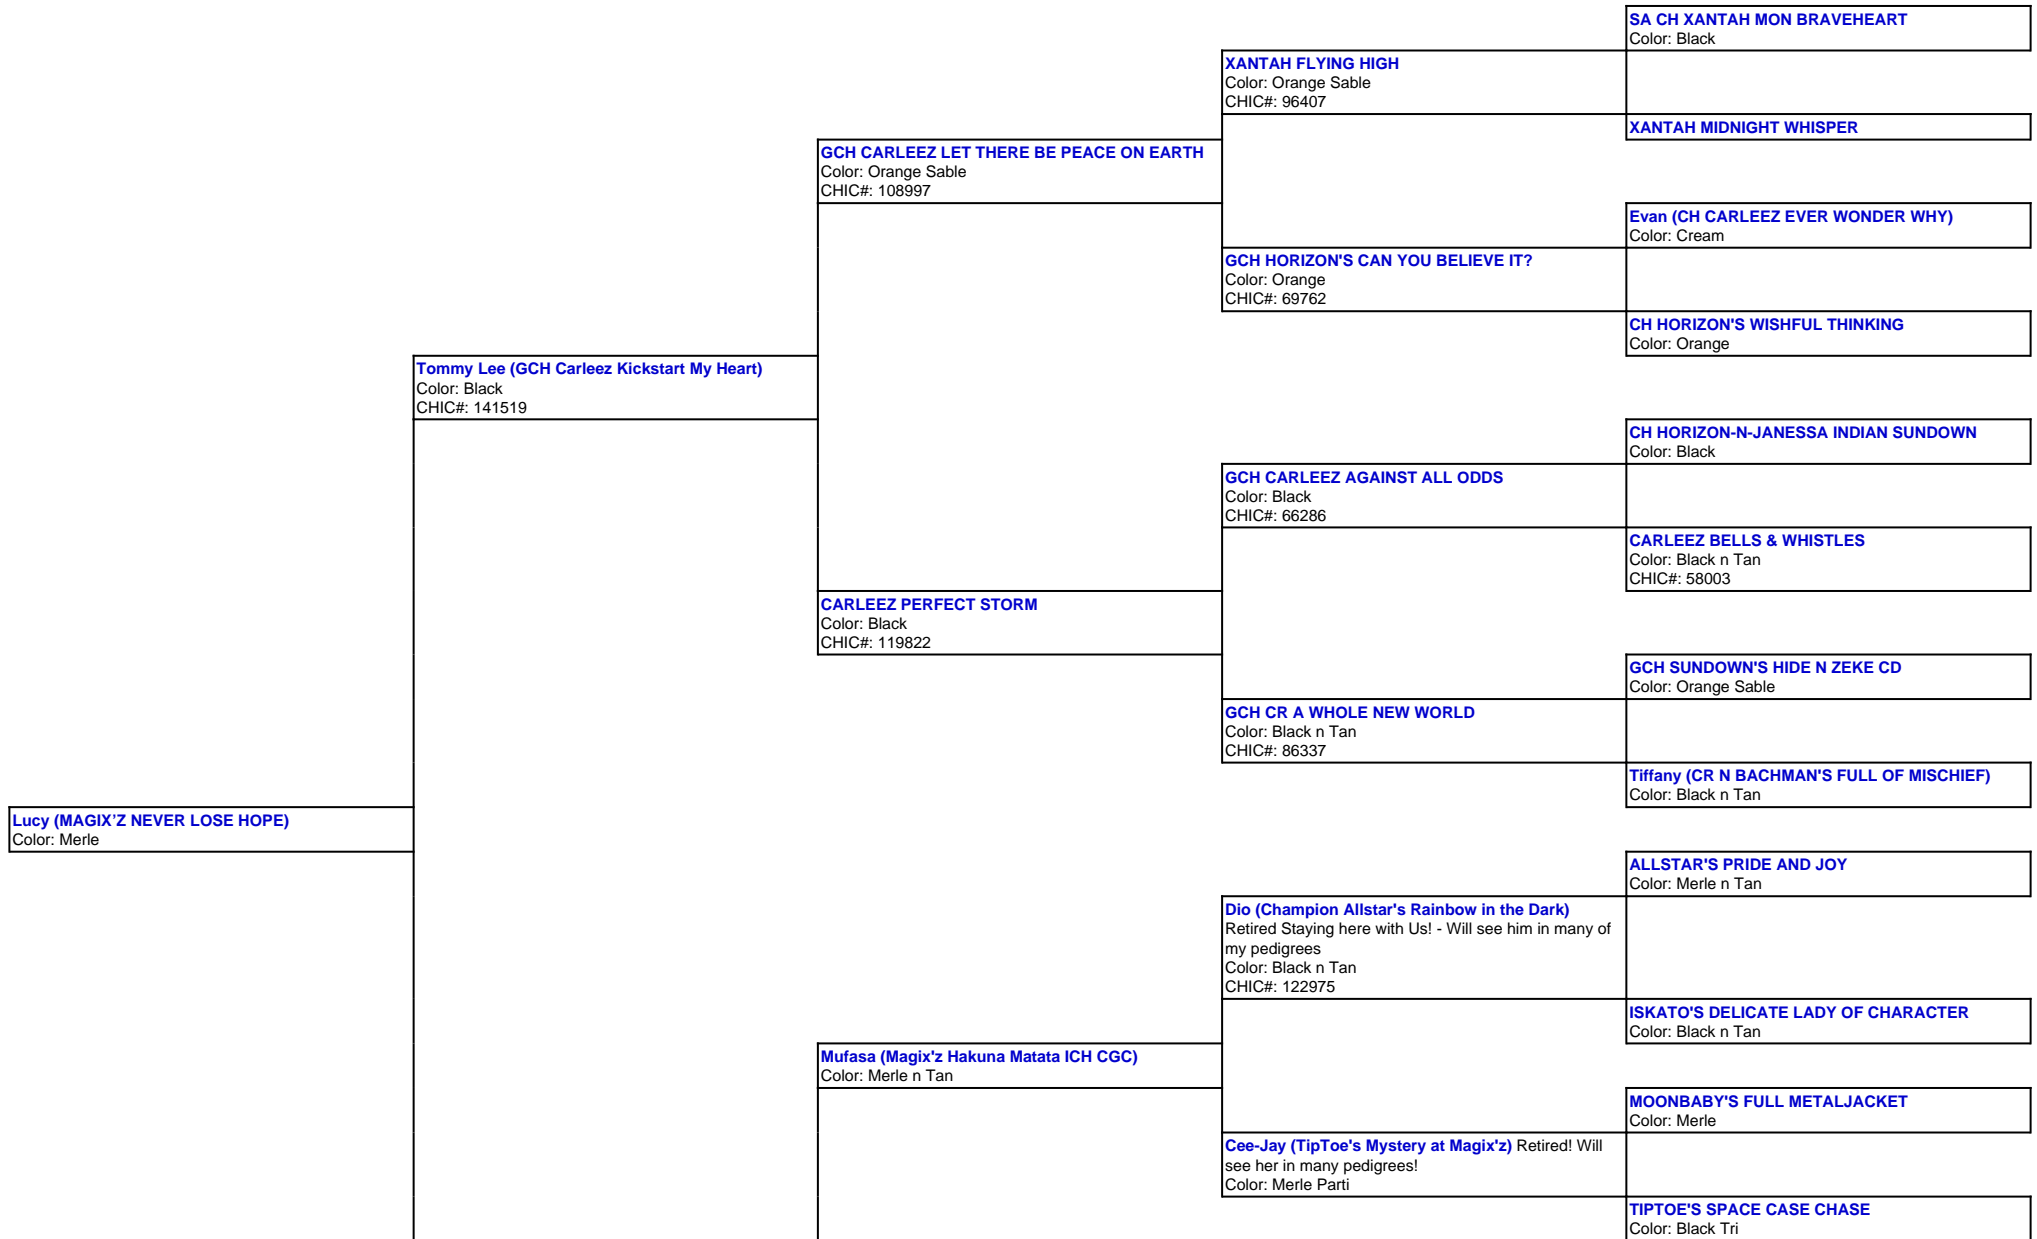 SA CH XANTAH MON BRAVEHEART
Color: Black
XANTAH FLYING HIGH
Color: Orange Sable
CHIC#: 96407
XANTAH MIDNIGHT WHISPER
GCH CARLEEZ LET THERE BE PEACE ON EARTH
Color: Orange Sable
CHIC#: 108997
Evan (CH CARLEEZ EVER WONDER WHY)
Color: Cream
GCH HORIZON'S CAN YOU BELIEVE IT?
Color: Orange
CHIC#: 69762
CH HORIZON'S WISHFUL THINKING
Color: Orange
Tommy Lee (GCH Carleez Kickstart My Heart)
Color: Black
CHIC#: 141519
CH HORIZON-N-JANESSA INDIAN SUNDOWN
Color: Black
GCH CARLEEZ AGAINST ALL ODDS
Color: Black
CHIC#: 66286
CARLEEZ BELLS & WHISTLES
Color: Black n Tan
CHIC#: 58003
CARLEEZ PERFECT STORM
Color: Black
CHIC#: 119822
GCH SUNDOWN'S HIDE N ZEKE CD
Color: Orange Sable
GCH CR A WHOLE NEW WORLD
Color: Black n Tan
CHIC#: 86337
Tiffany (CR N BACHMAN'S FULL OF MISCHIEF)
Color: Black n Tan
Lucy (MAGIX’Z NEVER LOSE HOPE)
Color: Merle
ALLSTAR'S PRIDE AND JOY
Color: Merle n Tan
Dio (Champion Allstar's Rainbow in the Dark)
Retired Staying here with Us! - Will see him in many of
my pedigrees
Color: Black n Tan
CHIC#: 122975
ISKATO'S DELICATE LADY OF CHARACTER
Color: Black n Tan
Mufasa (Magix'z Hakuna Matata ICH CGC)
Color: Merle n Tan
MOONBABY'S FULL METALJACKET
Color: Merle
Cee-Jay (TipToe's Mystery at Magix'z) Retired! Will
see her in many pedigrees!
Color: Merle Parti
TIPTOE'S SPACE CASE CHASE
Color: Black Tri